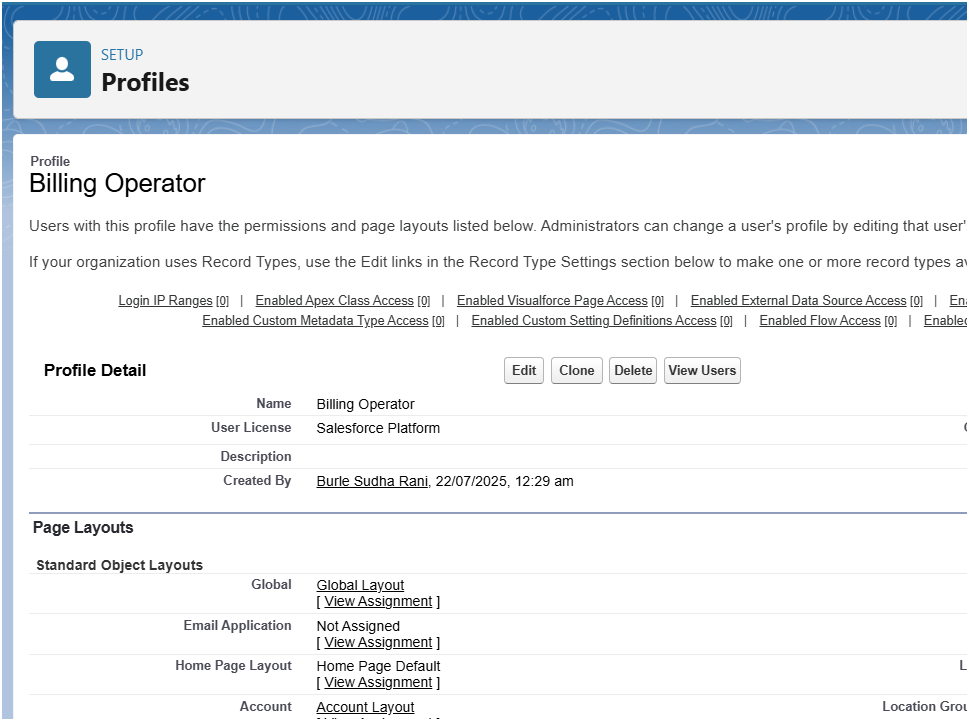 SETUP
Profiles
Profile
Billing Operator
Users with this profile have the permissions and page layouts listed below. Administrators can change a user's profile by editing that user'
If your organization uses Record Types, use the Edit links in the Record Type Settings section below to make one or more record types
Login IP Ranges [0] | Enabled Apex Class Access [0] | Enabled Visualforce Page Access [0] | Enabled External Data Source Access [0] |
Enabled Custom Metadata Type Access [0] | Enabled Custom Setting Definitions Access [0] | Enabled Flow Access [0] | Enabled
Profile Detail
Edit Clone Delete View Users
Name Billing Operator
User License Salesforce Platform
Description
Created By Burle Sudha Rani, 22/07/2025, 12:29 am
Page Layouts
Standard Object Layouts
Global Global Layout
[ View Assignment ]
Email Application Not Assigned
[ View Assignment ]
Home Page Layout Home Page Default
[ View Assignment ]
Account Account Layout Location